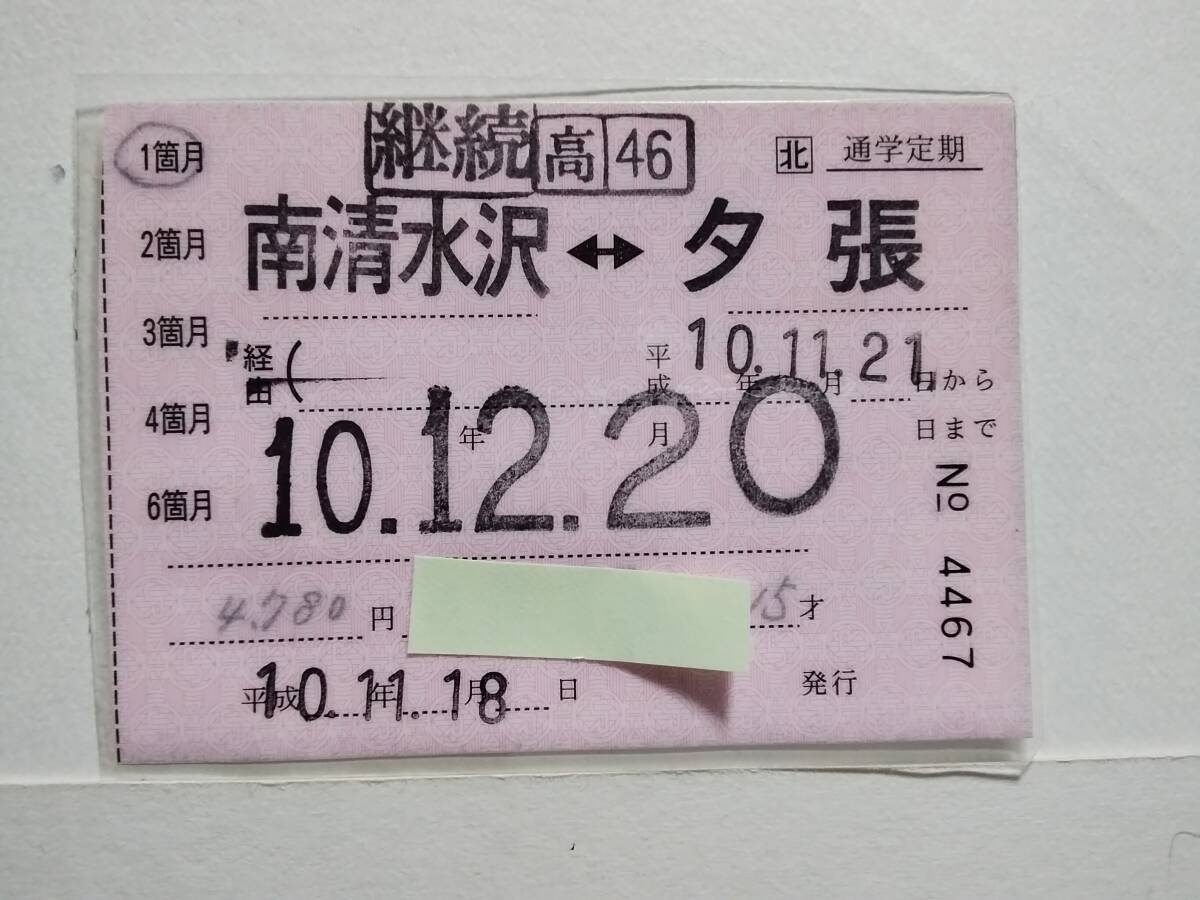 継続 高 46
北 通学定期
1箇月
2箇月
3箇月
4箇月
6箇月
南清水沢 ↔ 夕張
経由 (
平成 10.11.21 年 月 日から
10.12.20 年 月 日まで
4,780 円 15才
平成 10.11.18 年 月 日 発行
No 4467